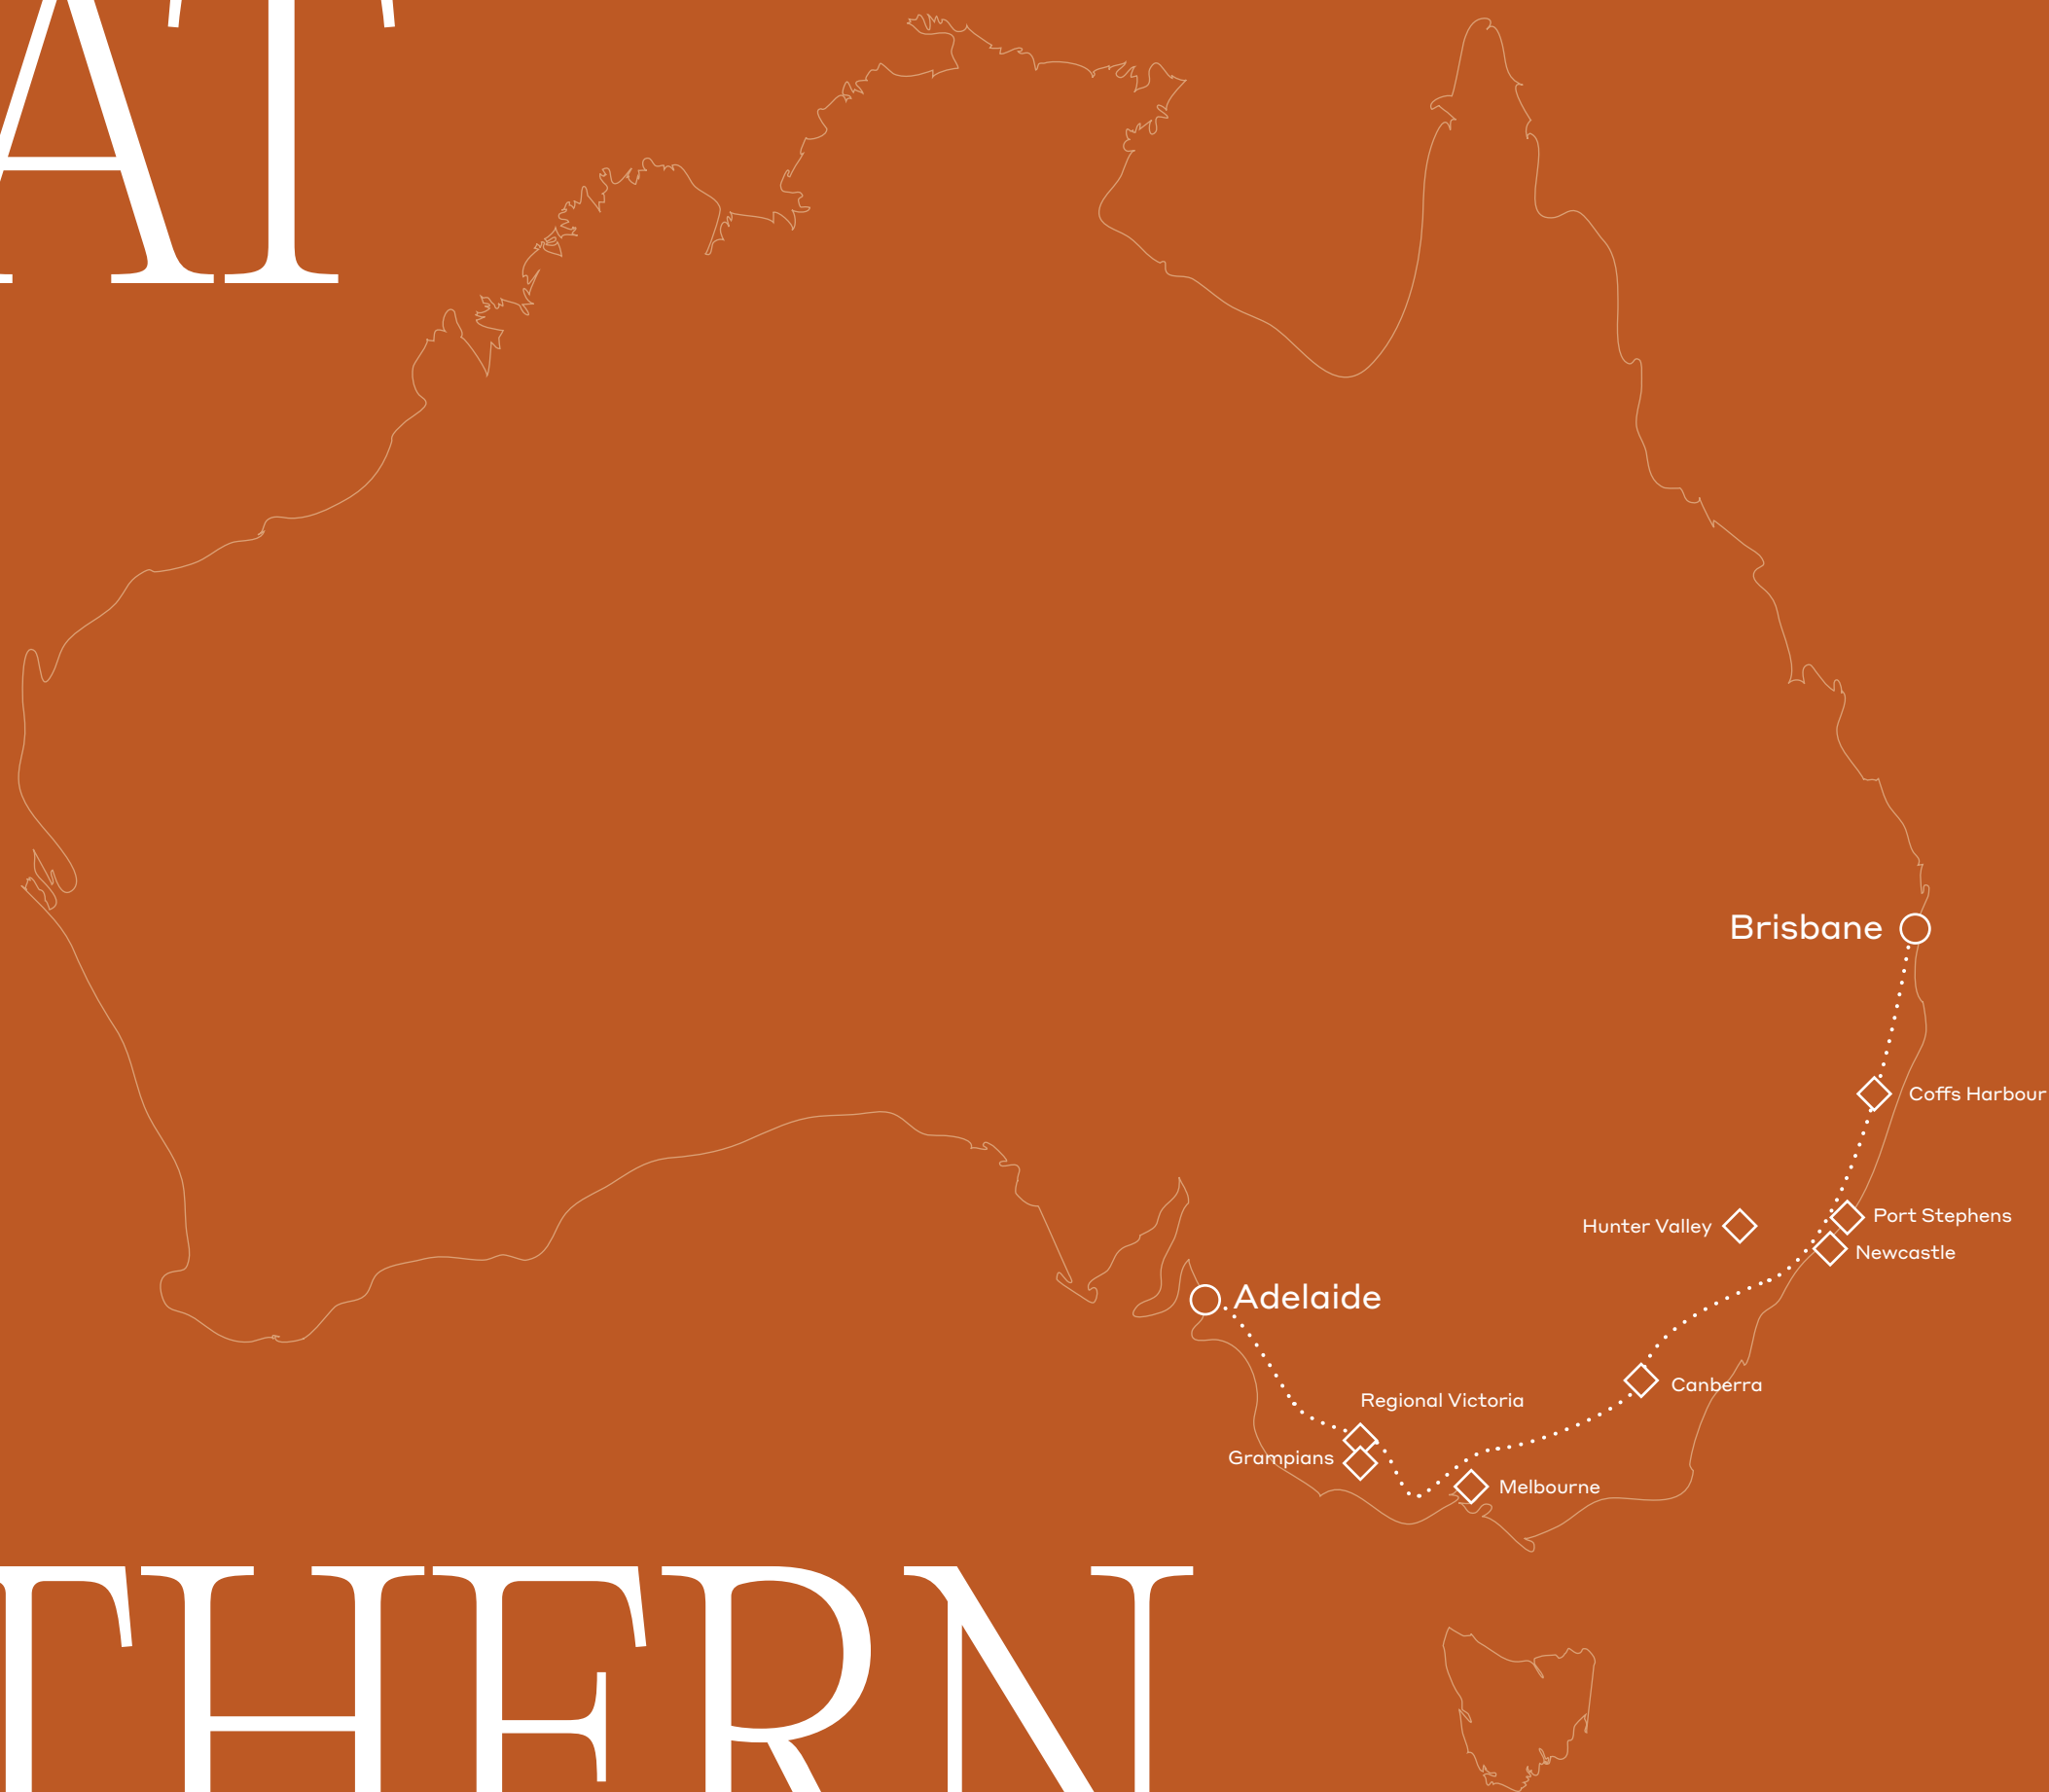 AT
Brisbane
Coffs Harbour
Port Stephens
Hunter Valley
Newcastle
Adelaide
Canberra
Regional Victoria
Grampians
Melbourne
THERN